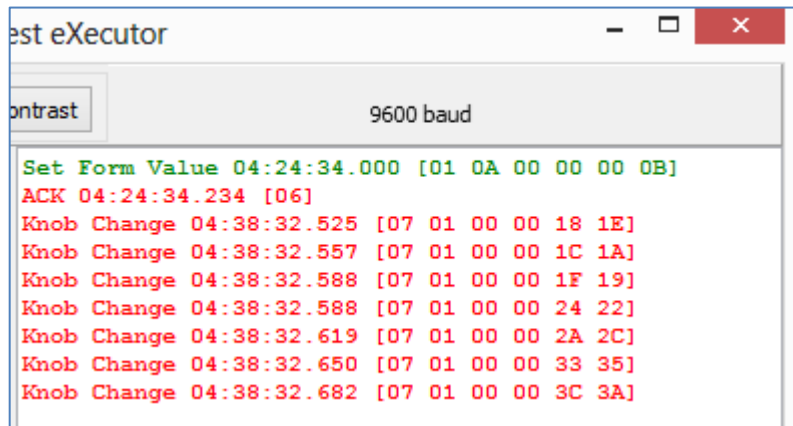 est eXecutor
ontrast
9600 baud
Set Form Value 04:24:34.000 [01 0A 00 00 00 0B]
ACK 04:24:34.234 [06]
Knob Change 04:38:32.525 [07 01 00 00 18 1E]
Knob Change 04:38:32.557 [07 01 00 00 1C 1A]
Knob Change 04:38:32.588 [07 01 00 00 1F 19]
Knob Change 04:38:32.588 [07 01 00 00 24 22]
Knob Change 04:38:32.619 [07 01 00 00 2A 2C]
Knob Change 04:38:32.650 [07 01 00 00 33 35]
Knob Change 04:38:32.682 [07 01 00 00 3C 3A]